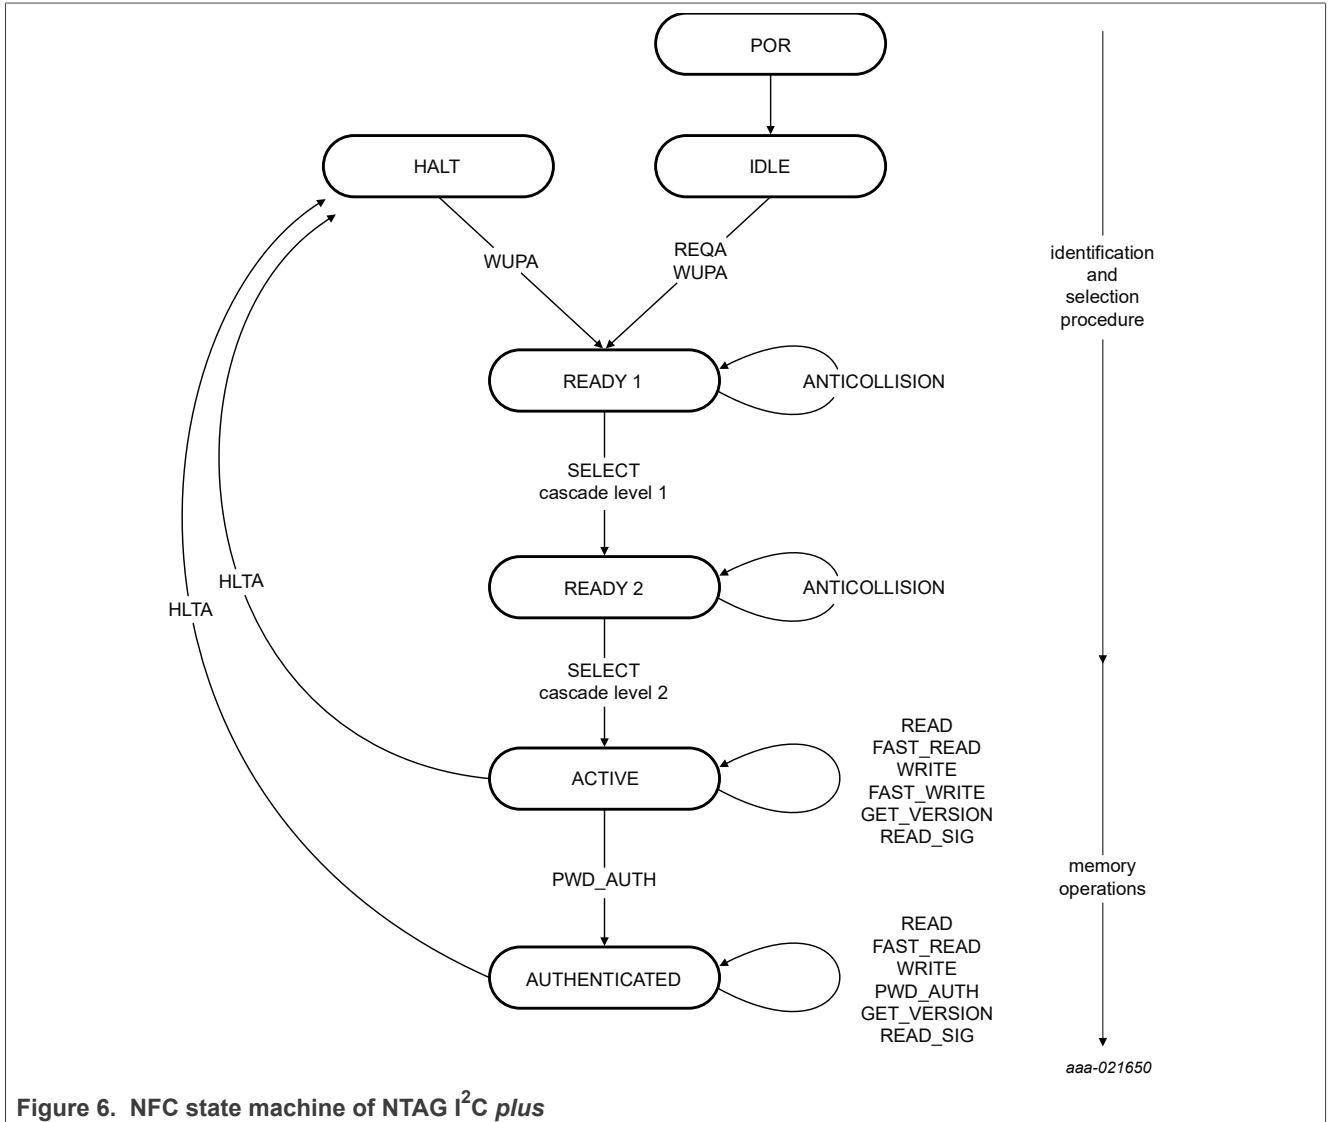 POR
HALT
IDLE
WUPA
REQA
WUPA
identification
and
selection
procedure
READY 1
ANTICOLLISION
SELECT
cascade level 1
READY 2
ANTICOLLISION
HLTA
HLTA
SELECT
cascade level 2
ACTIVE
READ
FAST_READ
WRITE
FAST_WRITE
GET_VERSION
READ_SIG
PWD_AUTH
memory
operations
AUTHENTICATED
READ
FAST_READ
WRITE
PWD_AUTH
GET_VERSION
READ_SIG
aaa-021650
Figure 6. NFC state machine of NTAG I²C plus